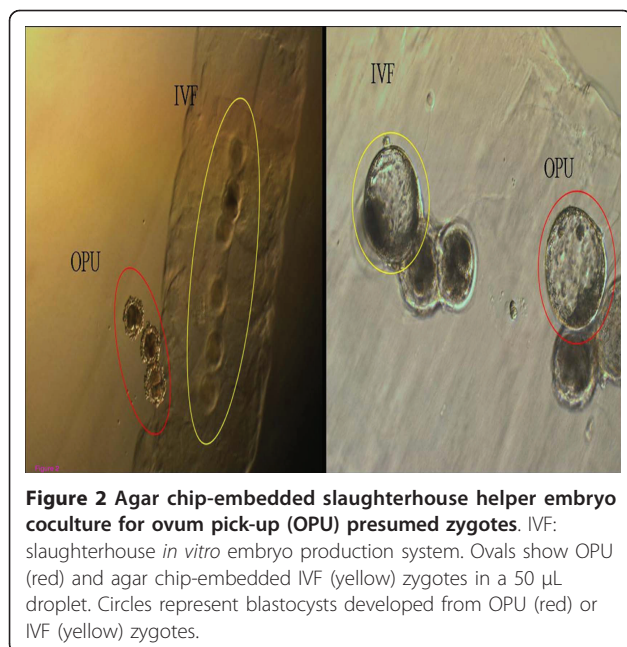 IVF
OPU
IVF
OPU
Figure 2 Agar chip-embedded slaughterhouse helper embryo
coculture for ovum pick-up (OPU) presumed zygotes. IVF:
slaughterhouse in vitro embryo production system. Ovals show OPU
(red) and agar chip-embedded IVF (yellow) zygotes in a 50 μL
droplet. Circles represent blastocysts developed from OPU (red) or
IVF (yellow) zygotes.